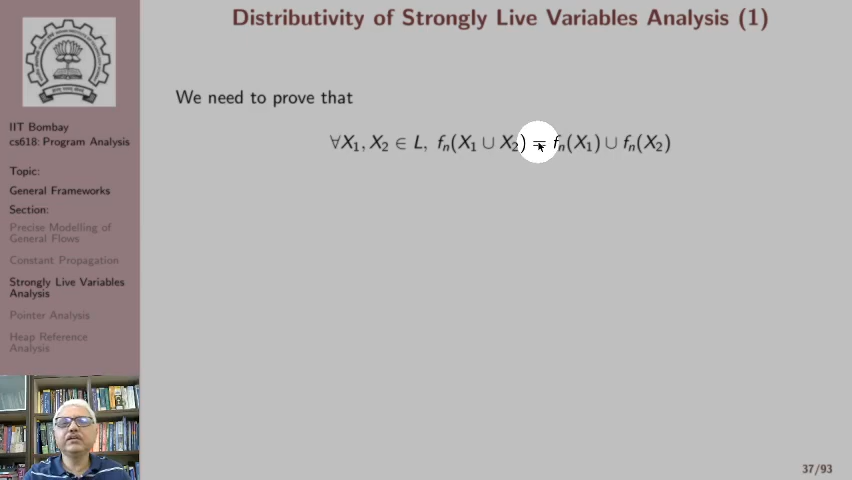 Distributivity of Strongly Live Variables Analysis (1)
We need to prove that
∀X₁, X₂ ∈ L, fₙ(X₁ ∪ X₂) = fₙ(X₁) ∪ fₙ(X₂)
IIT Bombay
cs618: Program Analysis
Topic:
General Frameworks
Section:
Precise Modelling of
General Flows
Constant Propagation
Strongly Live Variables
Analysis
Pointer Analysis
Heap Reference
Analysis
37/93